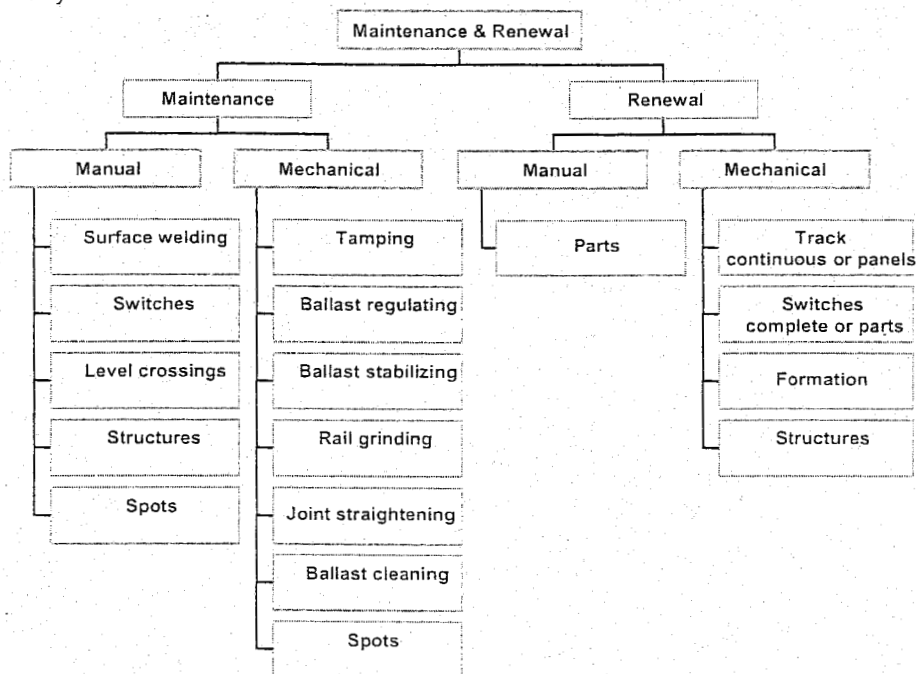 Maintenance & Renewal
Maintenance
Renewal
Manual
Mechanical
Manual
Mechanical
Surface welding
Switches
Level crossings
Structures
Spots
Tamping
Ballast regulating
Ballast stabilizing
Rail grinding
Joint straightening
Ballast cleaning
Spots
Parts
Track
continuous or panels
Switches
complete or parts
Formation
Structures